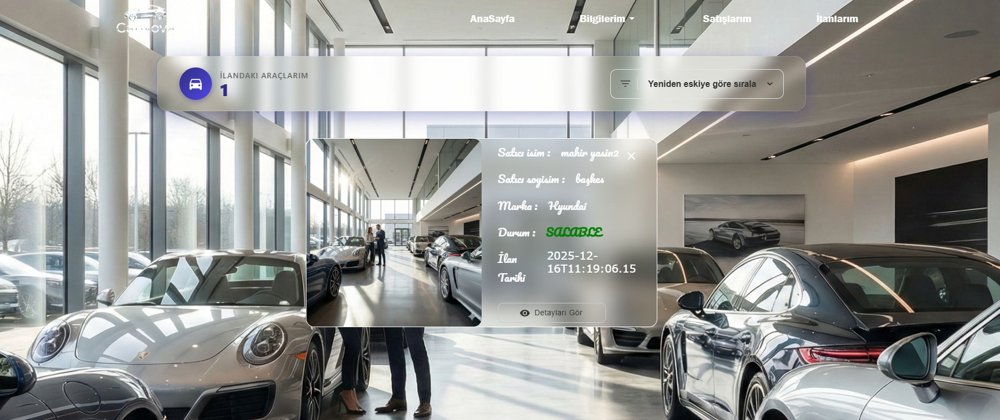 CarInova
AnaSayfa
Bilgilerim
Satışlarım
İlanlarım
İLANDAKI ARAÇLARIM
1
Yeniden eskiye göre sırala
Satıcı isim : mahir yasin2
Satıcı soyisim : başkes
Marka : Hyundai
Durum : SALABLE
İlan Tarihi
2025-12-
16T11:19:06.15
Detayları Gör